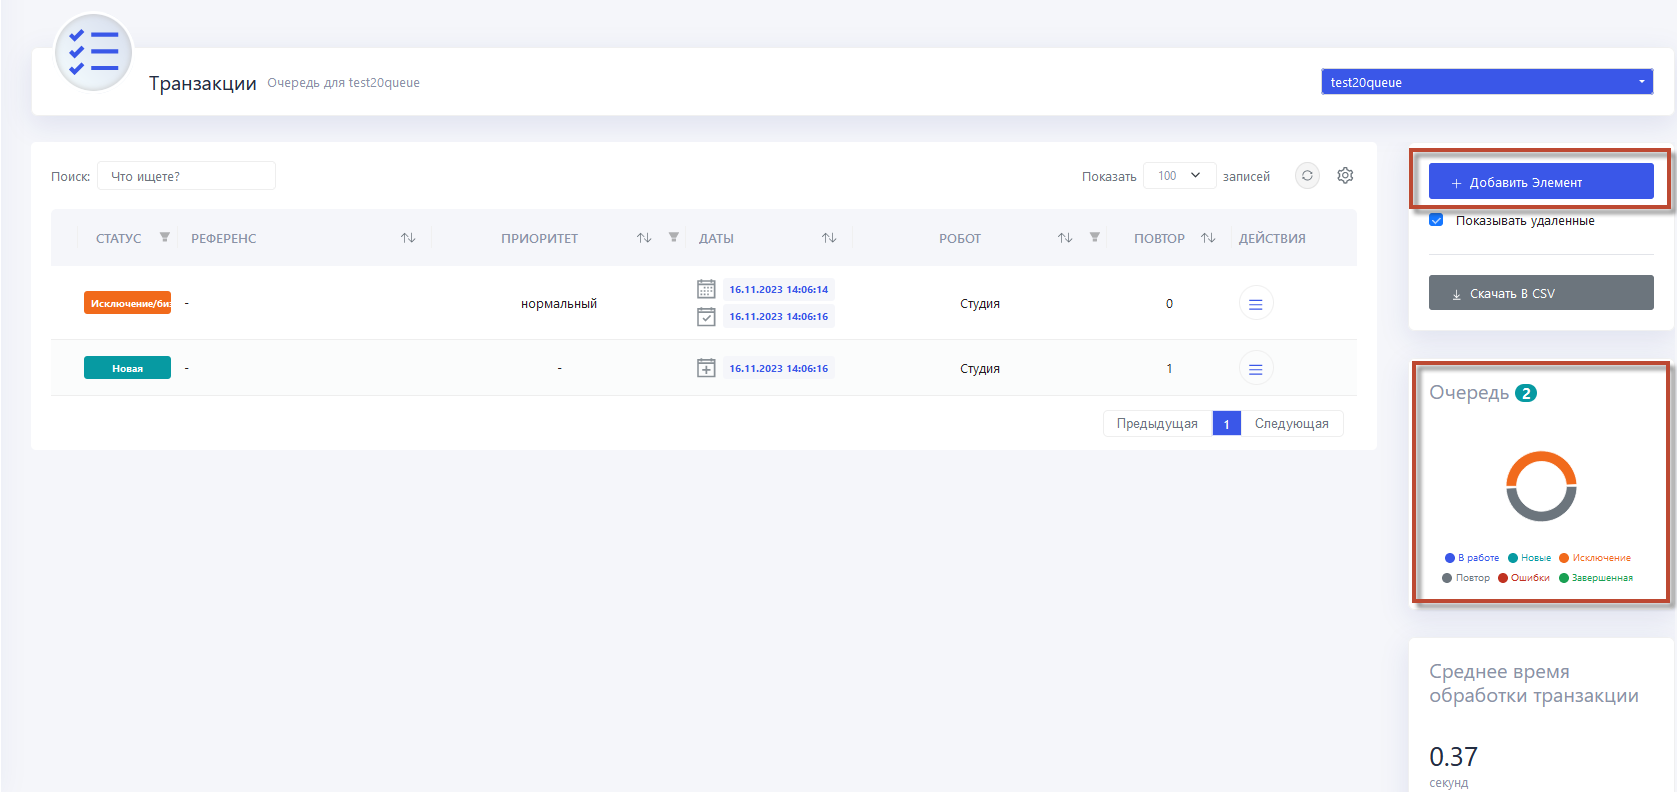 Транзакции Очередь для test20queue
test20queue
Поиск: Что ищете?
Показать 100 записей
СТАТУС РЕФЕРЕНС ПРИОРИТЕТ ДАТЫ РОБОТ ПОВТОР ДЕЙСТВИЯ
Исключение/биз - нормальный 16.11.2023 14:06:14 Студия 0
16.11.2023 14:06:16
Новая - - 16.11.2023 14:06:16 Студия 1
Предыдущая 1 Следующая
+ Добавить Элемент
Показывать удаленные
Скачать В CSV
Очередь 2
В работе Новые Исключение
Повтор Ошибки Завершенная
Среднее время
обработки транзакции
0.37
секунд